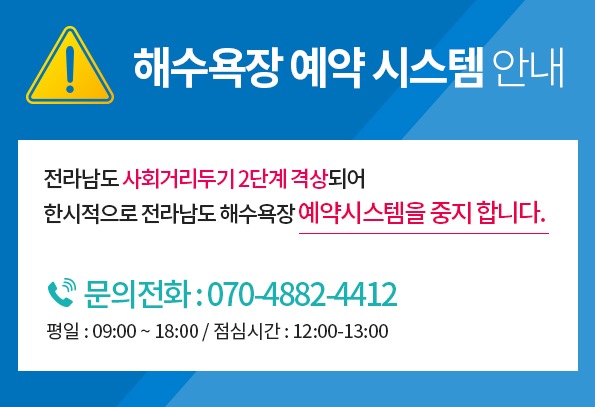 해수욕장 예약 시스템 안내
전라남도 사회거리두기 2단계 격상되어
한시적으로 전라남도 해수욕장 예약시스템을 중지 합니다.
문의전화 : 070-4882-4412
평일 : 09:00 ~ 18:00 / 점심시간 : 12:00-13:00